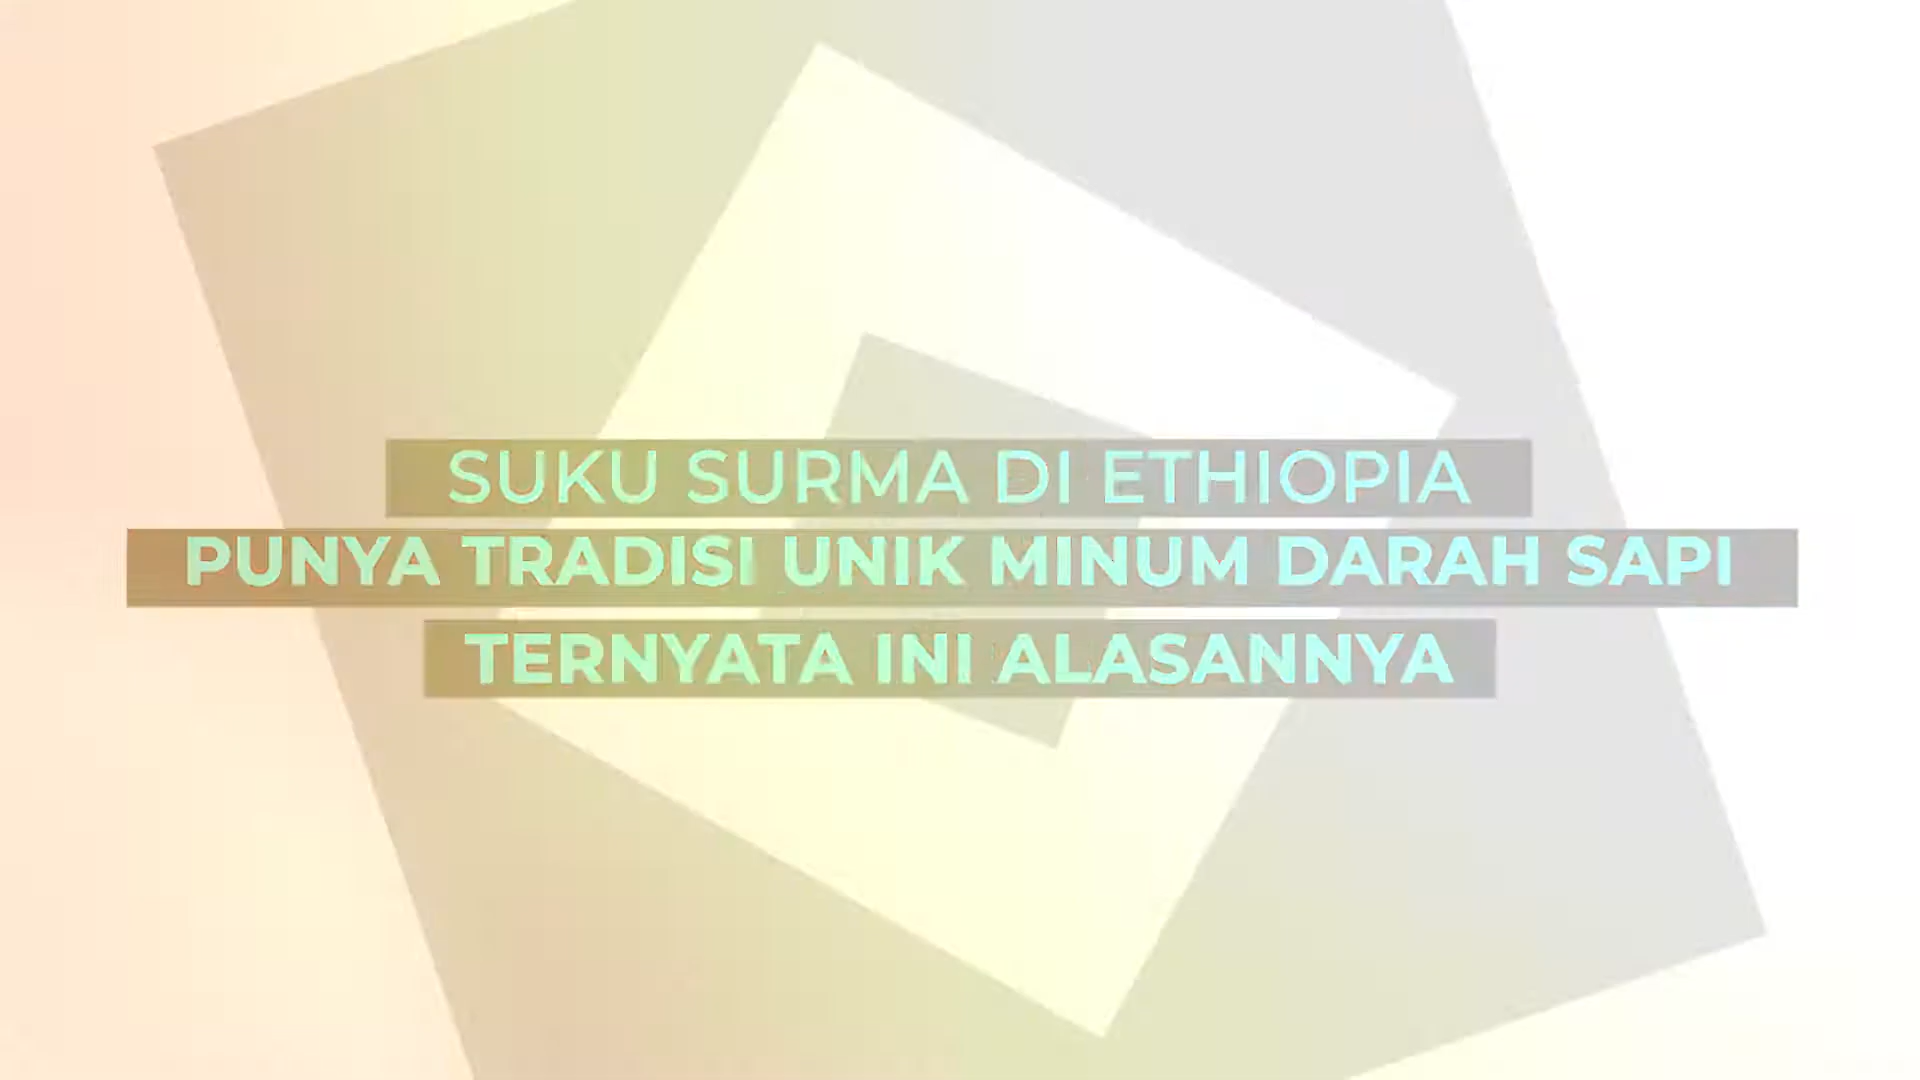 SUKU SURMA DI ETHIOPIA
PUNYA TRADISI UNIK MINUM DARAH SAPI
TERNYATA INI ALASANNYA